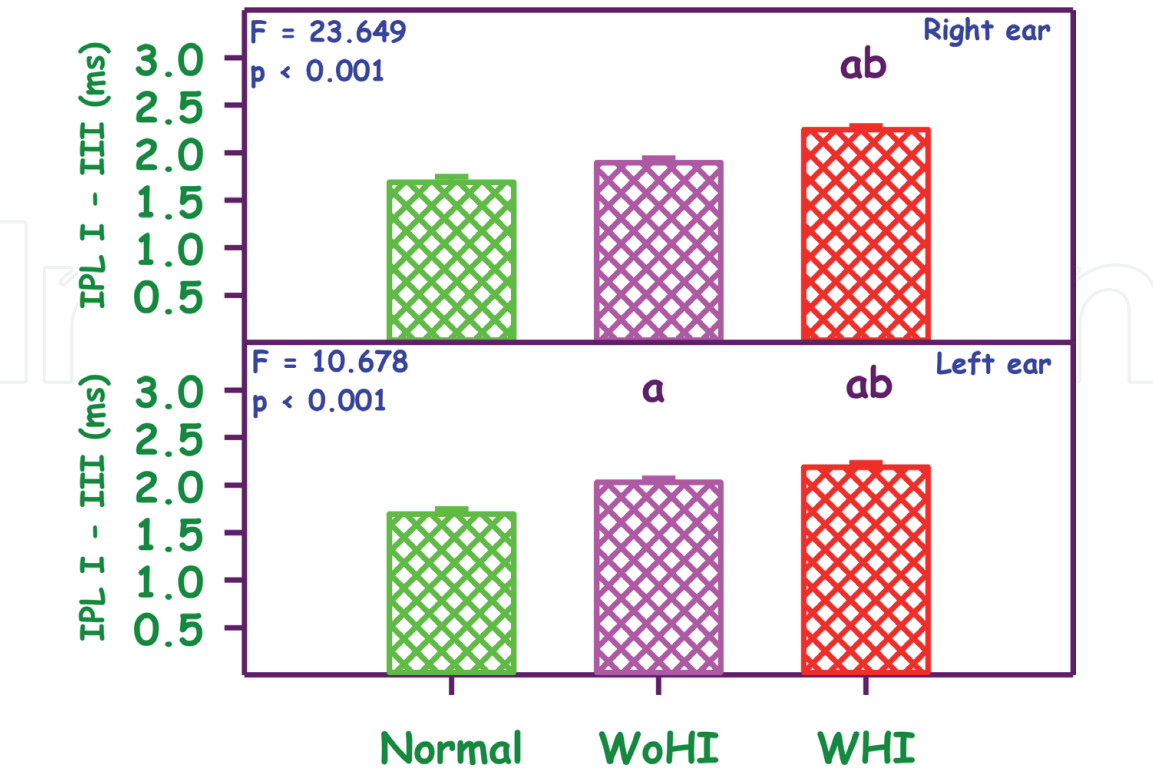 F = 23.649
p < 0.001
Right ear
ab
IPL I - III (ms)
3.0
2.5
2.0
1.5
1.0
0.5
F = 10.678
p < 0.001
Left ear
a
ab
IPL I - III (ms)
3.0
2.5
2.0
1.5
1.0
0.5
Normal
WoHI
WHI